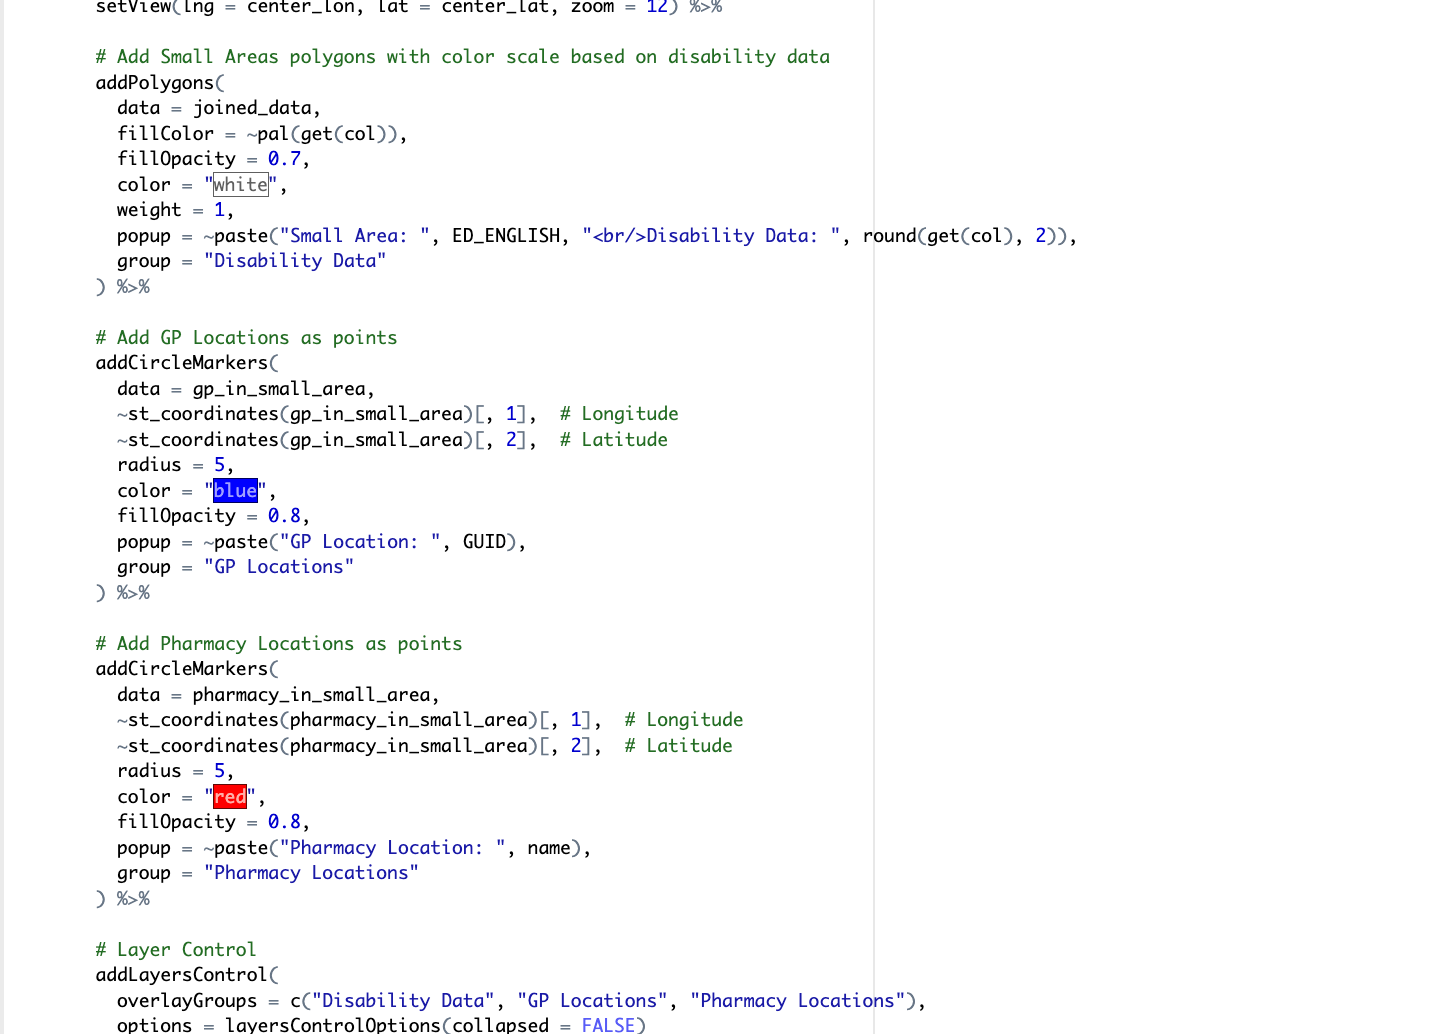 setView(lng = center_lon, lat = center_lat, zoom = 12) %>%
# Add Small Areas polygons with color scale based on disability data
addPolygons(
data = joined_data,
fillColor = ~pal(get(col)),
fillOpacity = 0.7,
color = "white",
weight = 1,
popup = ~paste("Small Area: ", ED_ENGLISH, "<br/>Disability Data: ", round(get(col), 2)),
group = "Disability Data"
) %>%
# Add GP Locations as points
addCircleMarkers(
data = gp_in_small_area,
~st_coordinates(gp_in_small_area)[, 1],  # Longitude
~st_coordinates(gp_in_small_area)[, 2],  # Latitude
radius = 5,
color = "blue",
fillOpacity = 0.8,
popup = ~paste("GP Location: ", GUID),
group = "GP Locations"
) %>%
# Add Pharmacy Locations as points
addCircleMarkers(
data = pharmacy_in_small_area,
~st_coordinates(pharmacy_in_small_area)[, 1],  # Longitude
~st_coordinates(pharmacy_in_small_area)[, 2],  # Latitude
radius = 5,
color = "red",
fillOpacity = 0.8,
popup = ~paste("Pharmacy Location: ", name),
group = "Pharmacy Locations"
) %>%
# Layer Control
addLayersControl(
overlayGroups = c("Disability Data", "GP Locations", "Pharmacy Locations"),
options = layersControlOptions(collapsed = FALSE)